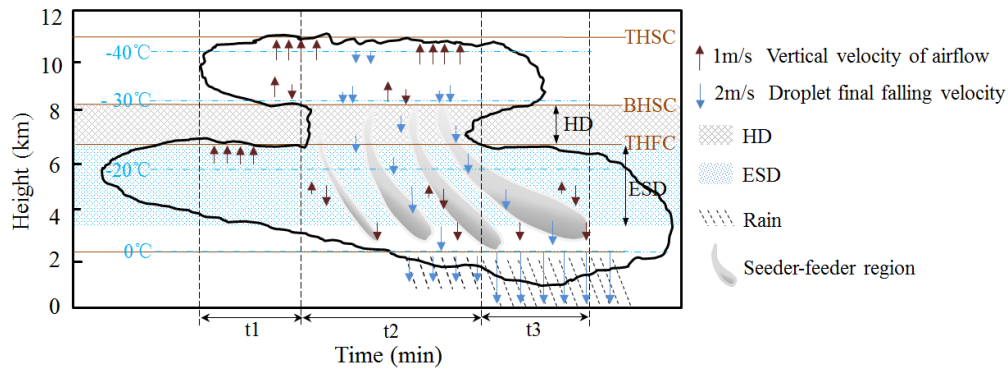 12
10
8
6
4
2
0
Height (km)
-40℃
- 30℃
-20℃
0℃
THSC
BHSC
HD
THFC
ESD
t1
t2
t3
Time (min)
1m/s Vertical velocity of airflow
2m/s Droplet final falling velocity
HD
ESD
Rain
Seeder-feeder region